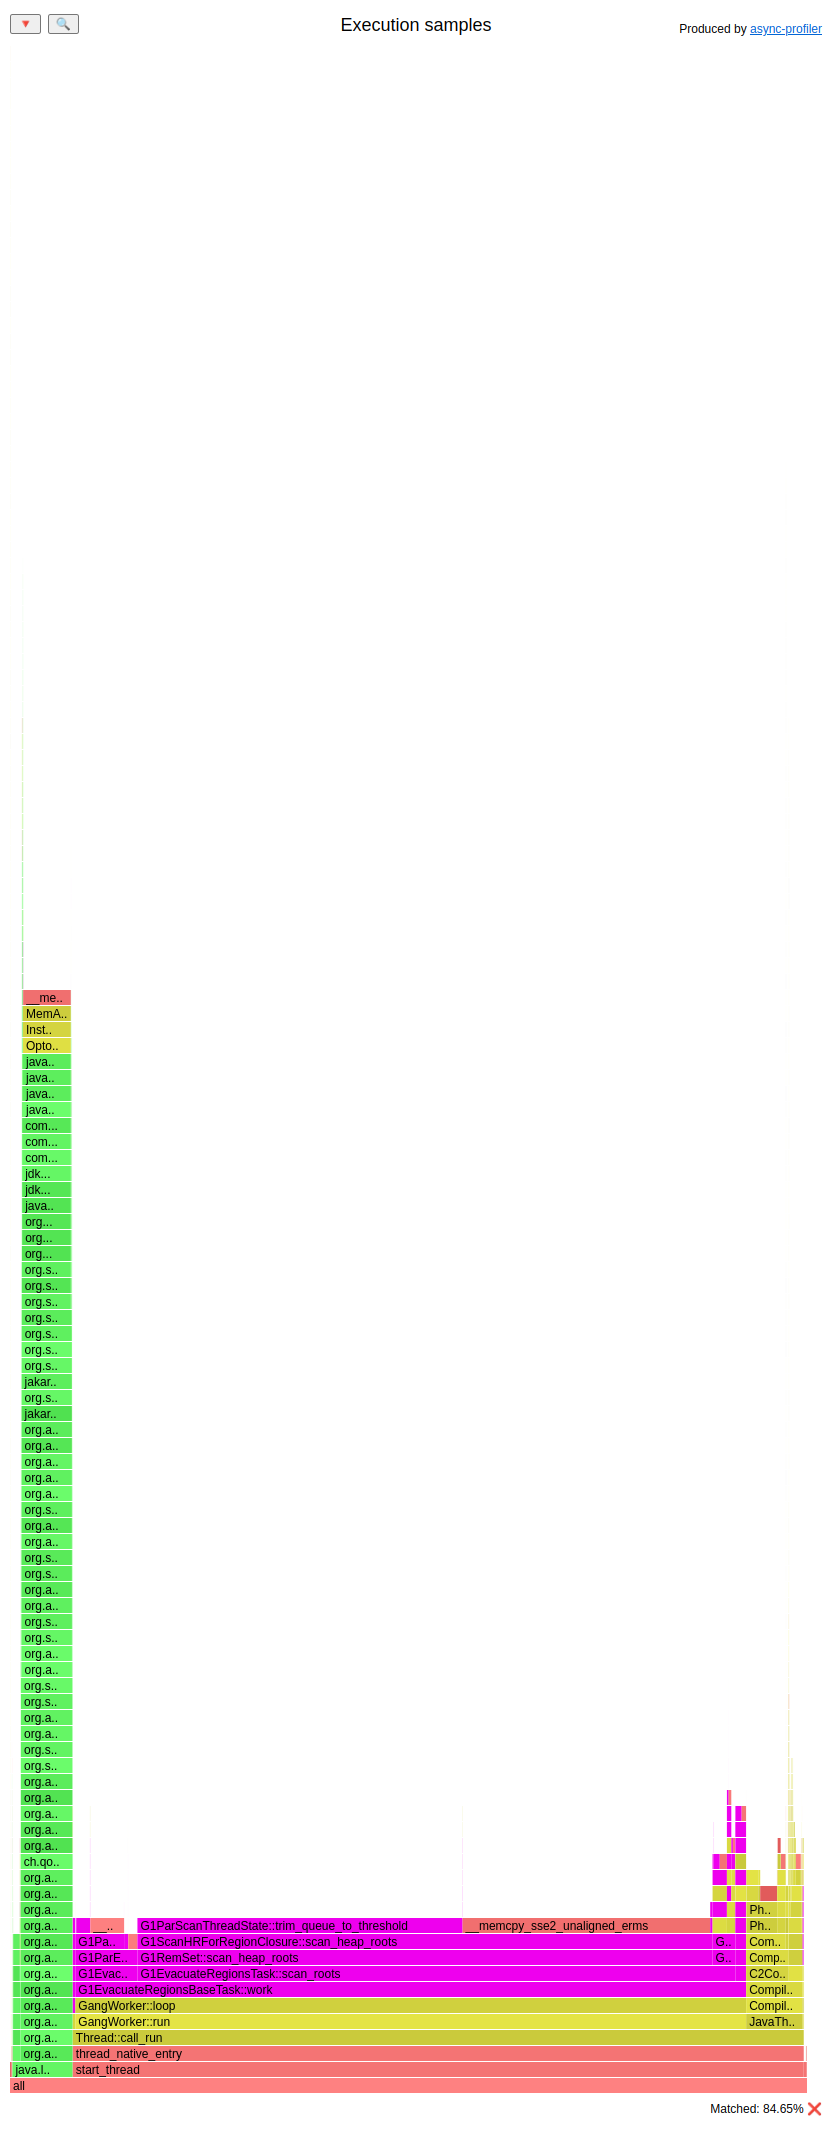 Execution samples
Produced by async-profiler
__me..
MemA..
Inst..
Opto..
java..
java..
java..
java..
com...
com...
com...
jdk...
jdk...
java..
org...
org...
org...
org.s..
org.s..
org.s..
org.s..
org.s..
org.s..
org.s..
jakar..
org.s..
jakar..
org.a..
org.a..
org.a..
org.a..
org.a..
org.s..
org.a..
org.a..
org.s..
org.s..
org.a..
org.a..
org.s..
org.s..
org.a..
org.a..
org.s..
org.s..
org.a..
org.a..
org.s..
org.s..
org.a..
org.a..
org.a..
org.a..
org.a..
ch.qo..
org.a..
org.a..
org.a.. Ph..
org.a.. __.. G1ParScanThreadState::trim_queue_to_threshold __memcpy_sse2_unaligned_erms Ph..
org.a.. G1Pa.. G1ScanHRForRegionClosure::scan_heap_roots G.. Com..
org.a.. G1ParE.. G1RemSet::scan_heap_roots G.. Comp..
org.a.. G1Evac.. G1EvacuateRegionsTask::scan_roots C2Co..
org.a.. G1EvacuateRegionsBaseTask::work Compil..
org.a.. GangWorker::loop Compil..
org.a.. GangWorker::run JavaTh..
org.a.. Thread::call_run
org.a.. thread_native_entry
java.l.. start_thread
all
Matched: 84.65%